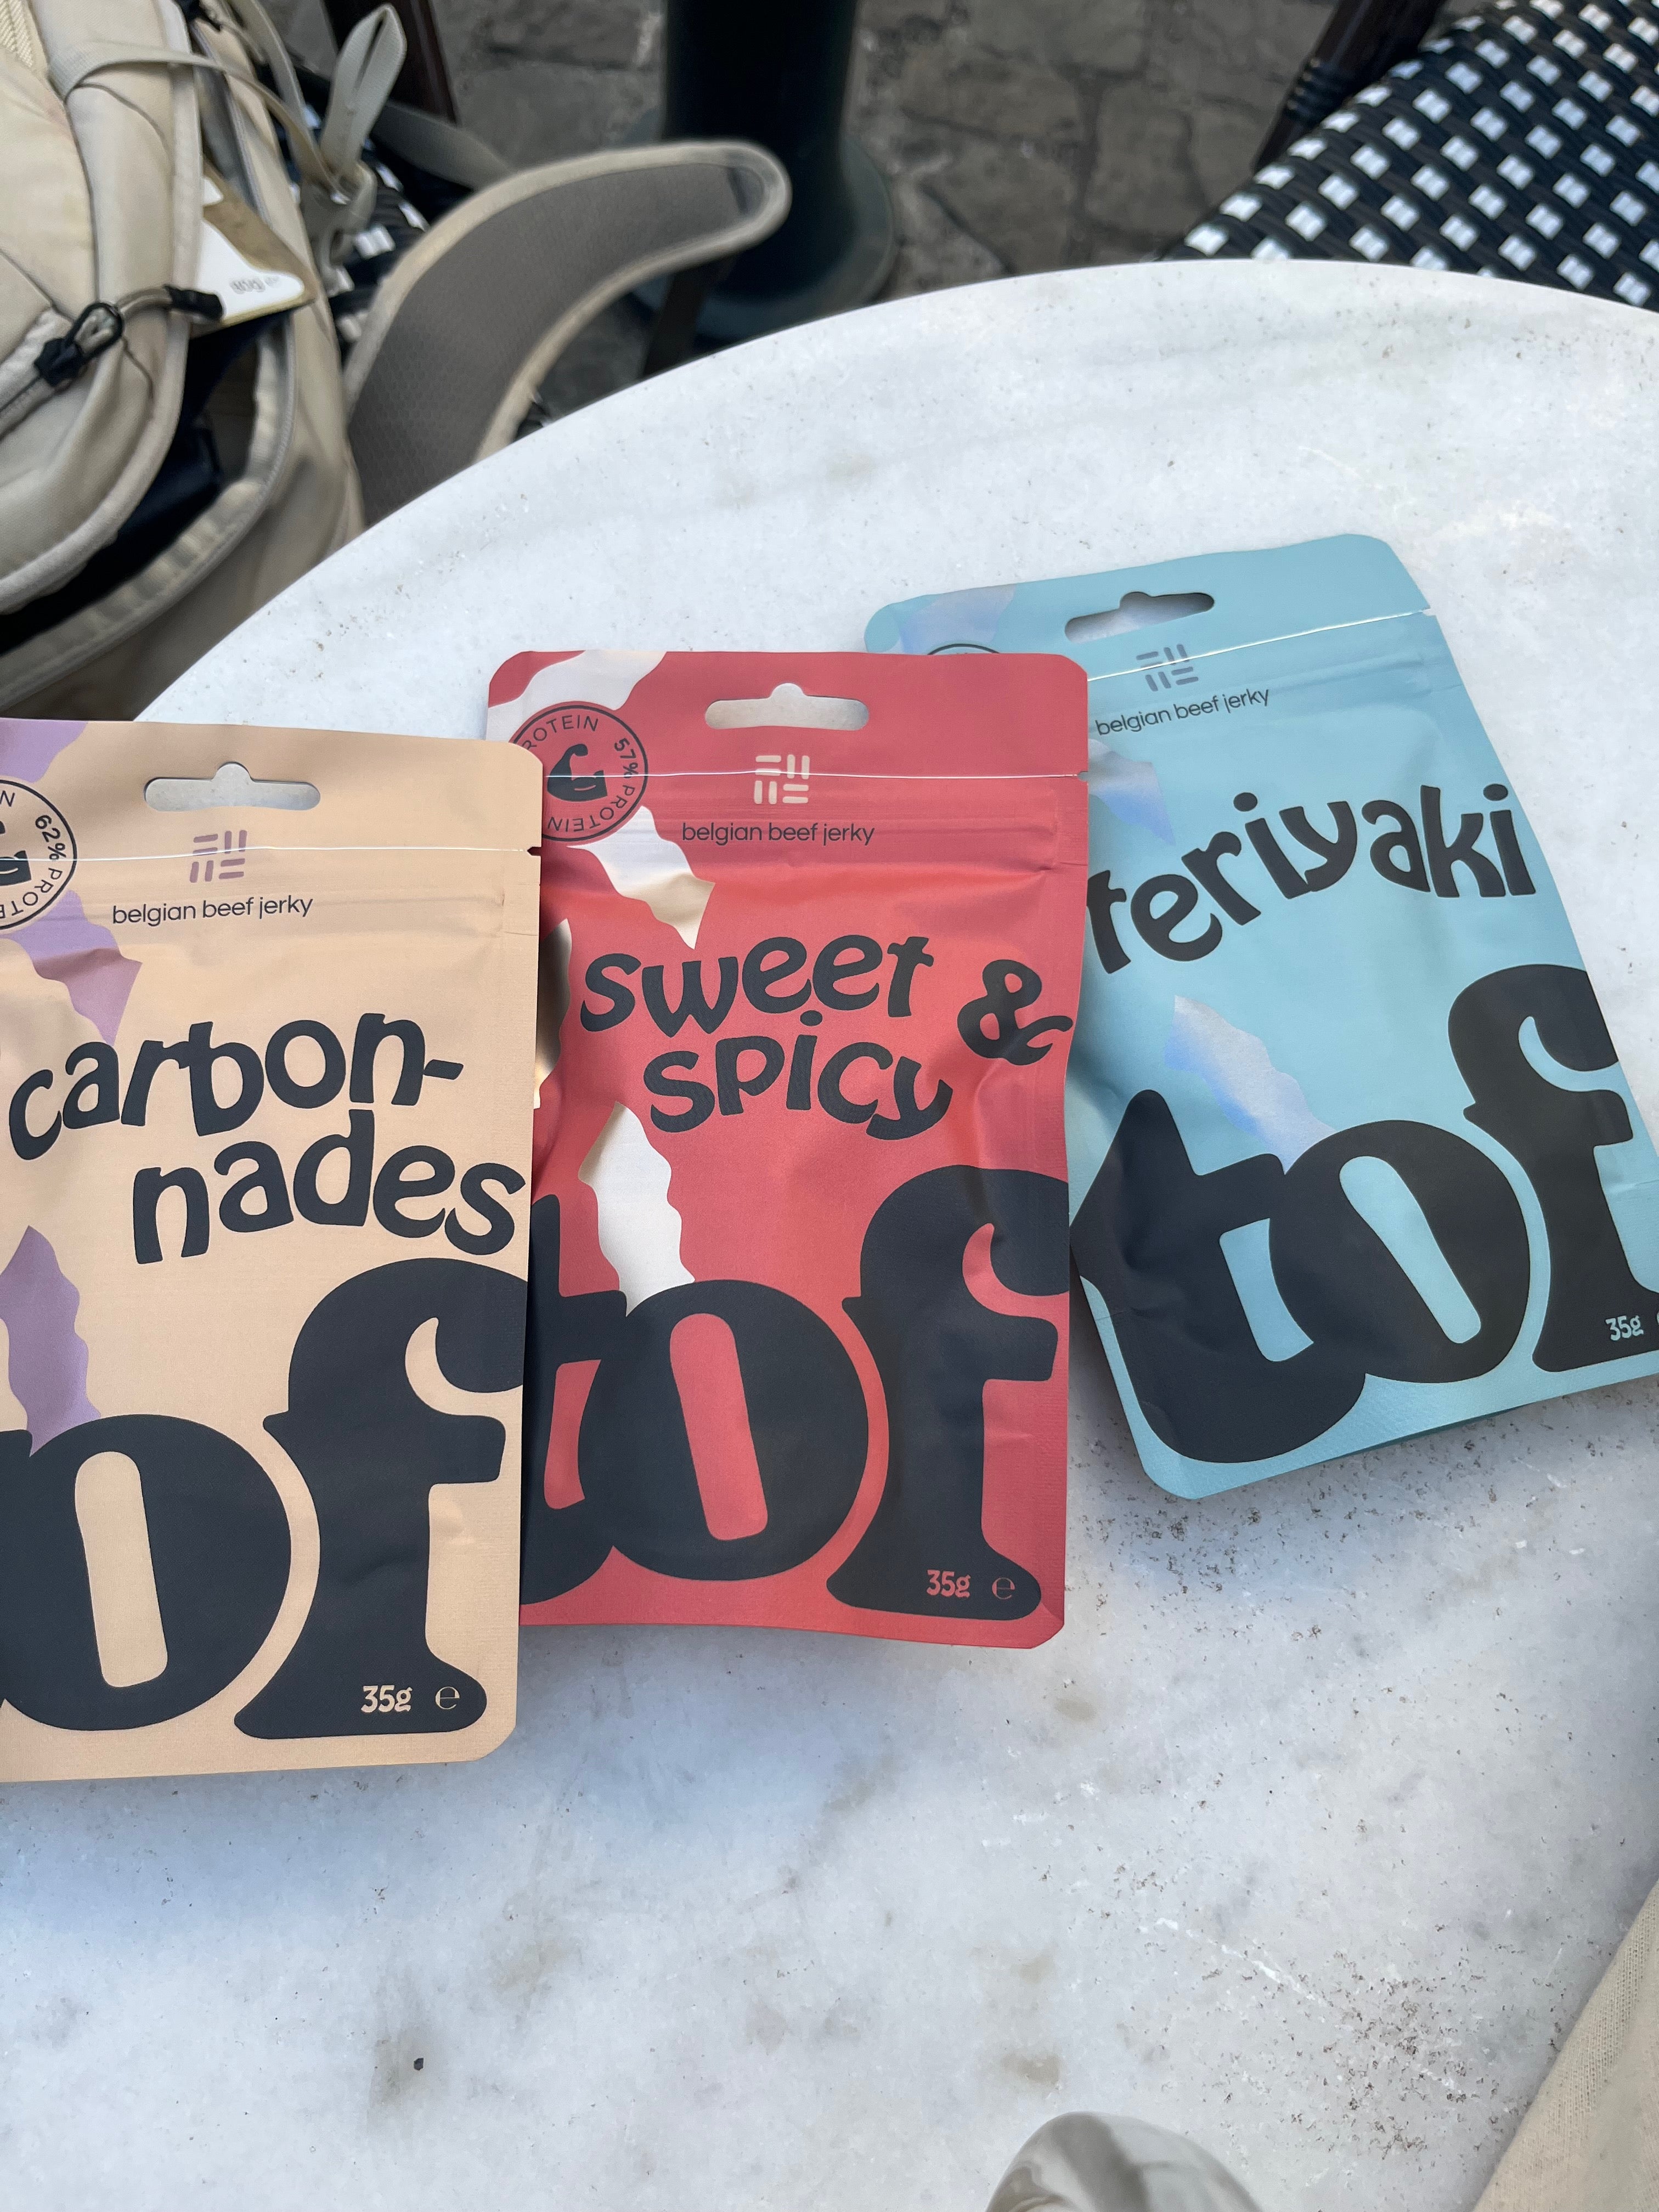 62% PROTEIN
belgian beef jerky
carbon-
nades
of
35g e
57% PROTEIN
PROTEIN
belgian beef jerky
sweet &
spicy
tof
35g e
belgian beef jerky
teriyaki
tof
35g